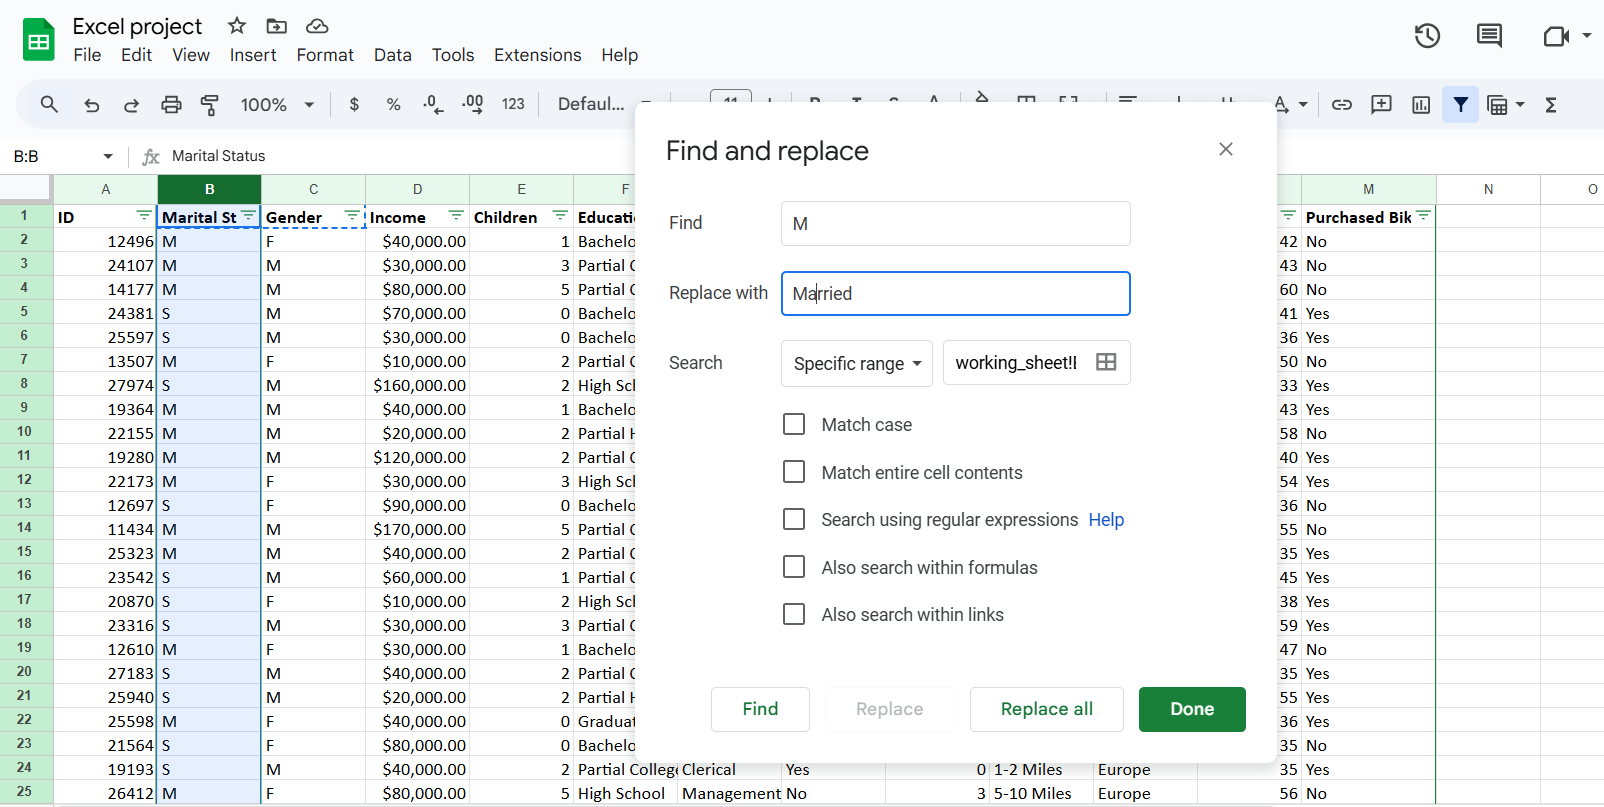 Excel project
File Edit View Insert Format Data Tools Extensions Help
100% $ % .0 .00 123 Defaul... 11
B:B fx Marital Status
A B C D E F M N O
1 ID Marital St Gender Income Children Educati Purchased Bik
2 12496 M F $40,000.00 1 Bachelo 42 No
3 24107 M M $30,000.00 3 Partial C 43 No
4 14177 M M $80,000.00 5 Partial C 60 No
5 24381 S M $70,000.00 0 Bachelo 41 Yes
6 25597 S M $30,000.00 0 Bachelo 36 Yes
7 13507 M F $10,000.00 2 Partial C 50 No
8 27974 S M $160,000.00 2 High Sch 33 Yes
9 19364 M M $40,000.00 1 Bachelo 43 Yes
10 22155 M M $20,000.00 2 Partial H 58 No
11 19280 M M $120,000.00 2 Partial C 40 Yes
12 22173 M F $30,000.00 3 High Sch 54 Yes
13 12697 S F $90,000.00 0 Bachelo 36 No
14 11434 M M $170,000.00 5 Partial C 55 No
15 25323 M M $40,000.00 2 Partial C 35 Yes
16 23542 S M $60,000.00 1 Partial C 45 Yes
17 20870 S F $10,000.00 2 High Sch 38 Yes
18 23316 S M $30,000.00 3 Partial C 59 Yes
19 12610 M F $30,000.00 1 Bachelo 47 No
20 27183 S M $40,000.00 2 Partial C 35 Yes
21 25940 S M $20,000.00 2 Partial H 55 Yes
22 25598 M F $40,000.00 0 Graduat 36 Yes
23 21564 S F $80,000.00 0 Bachelo 35 No
24 19193 S M $40,000.00 2 Partial College Clerical Yes 0 1-2 Miles Europe 35 Yes
25 26412 M F $80,000.00 5 High School Management No 3 5-10 Miles Europe 56 No
Find and replace
Find M
Replace with Married
Search Specific range working_sheet!
Match case
Match entire cell contents
Search using regular expressions Help
Also search within formulas
Also search within links
Find Replace Replace all Done